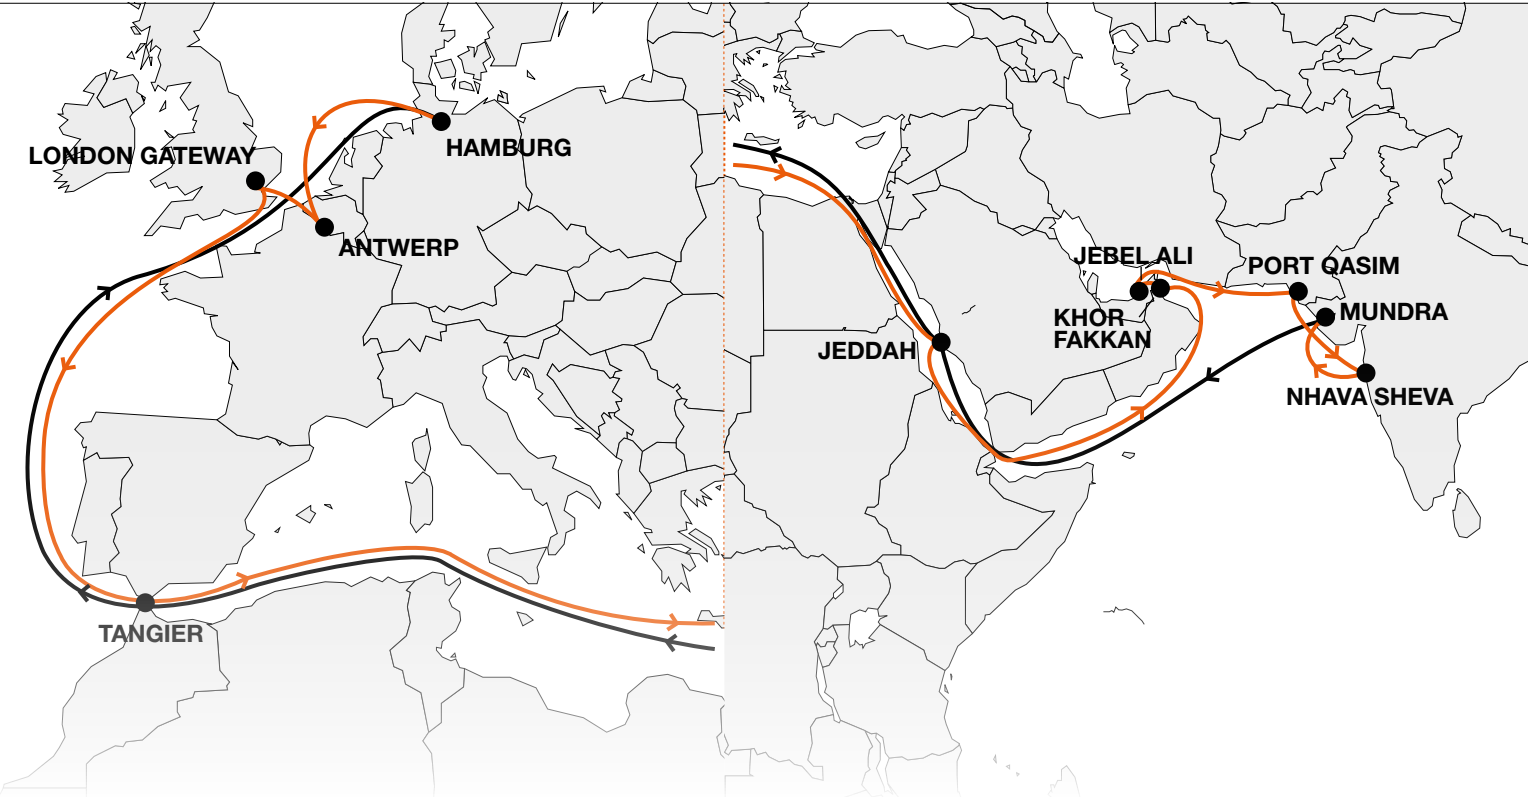 HAMBURG
LONDON GATEWAY
ANTWERP
TANGIER
JEBEL ALI
PORT QASIM
KHOR
FAKKAN
MUNDRA
JEDDAH
NHAVA SHEVA